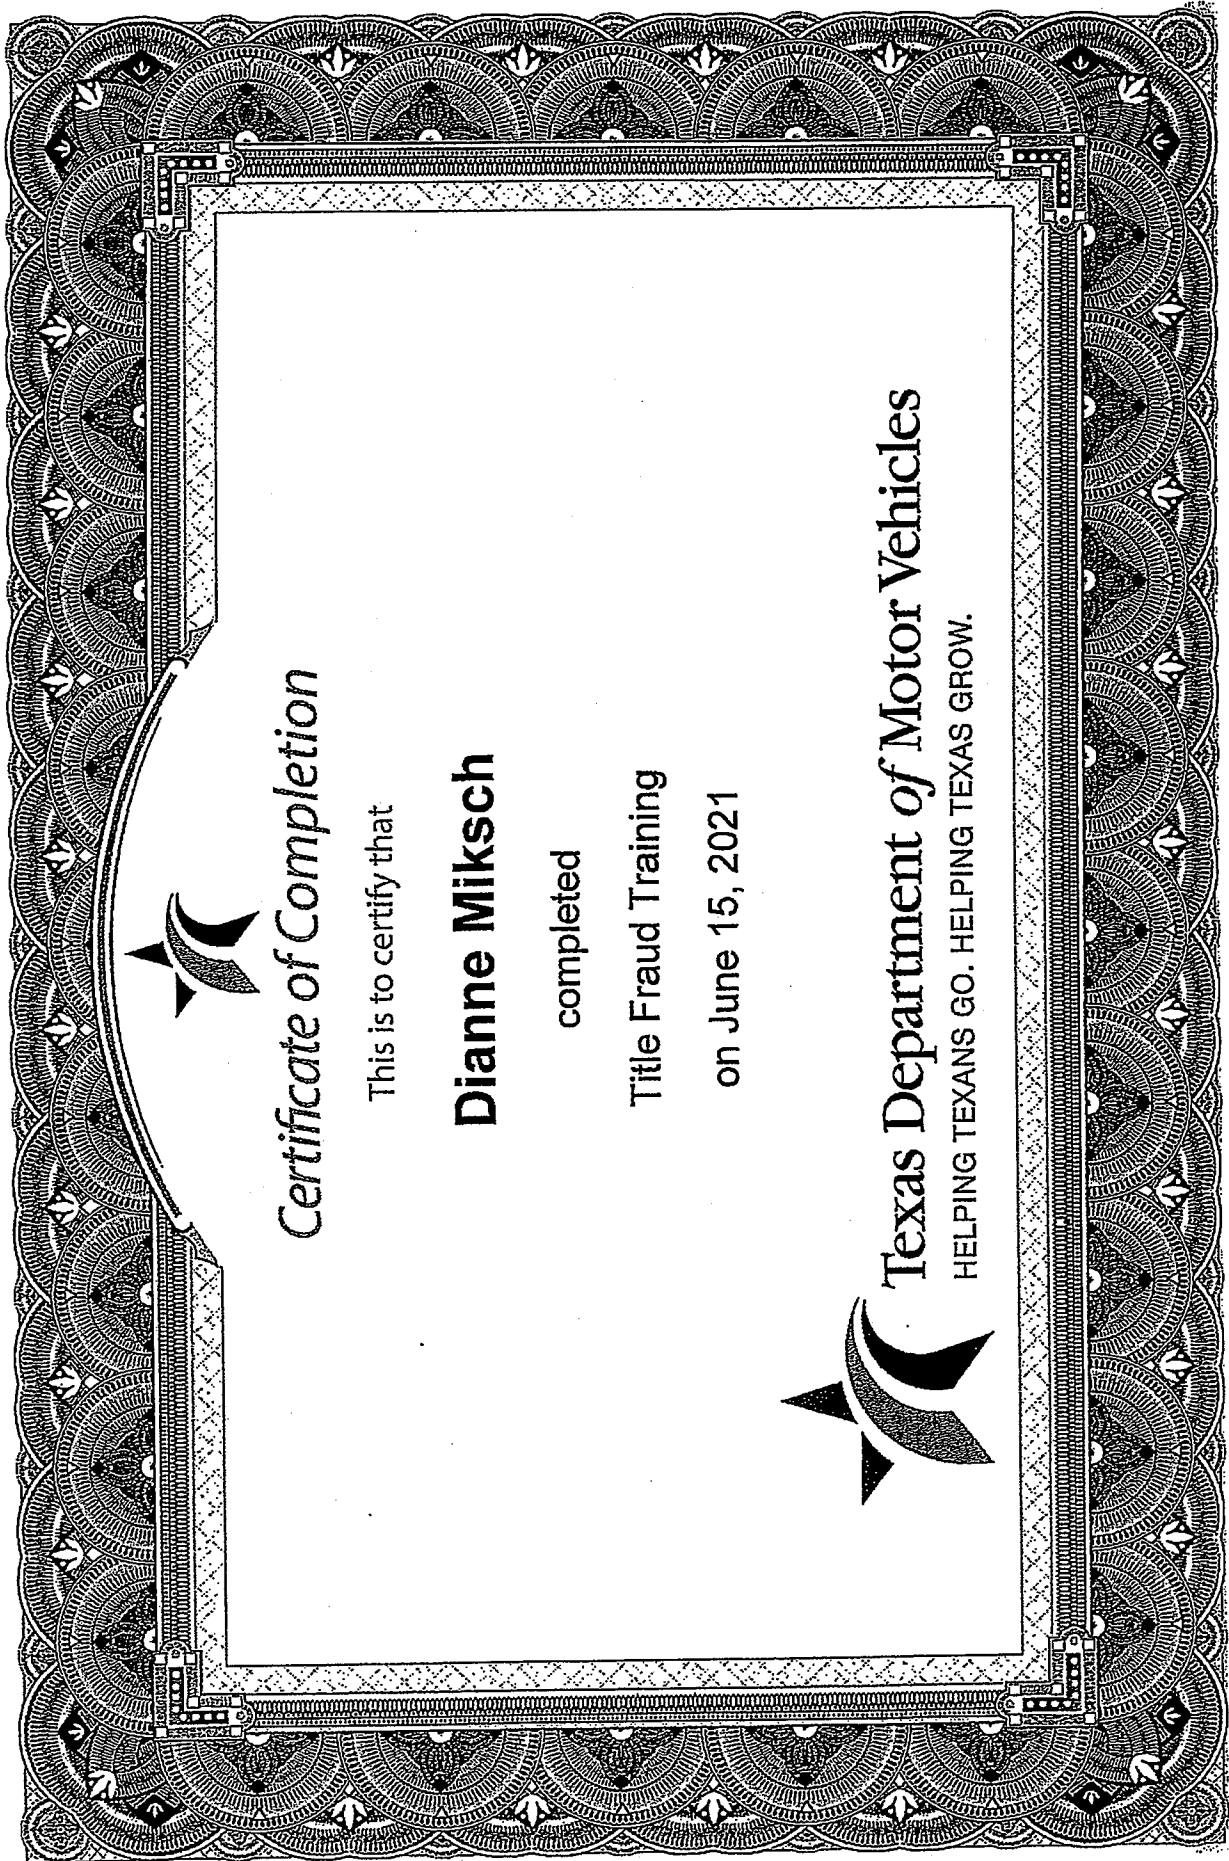 Certificate of Completion
This is to certify that
Dianne Miksch
completed
Title Fraud Training
on June 15, 2021
Texas Department of Motor Vehicles
HELPING TEXANS GO. HELPING TEXAS GROW.